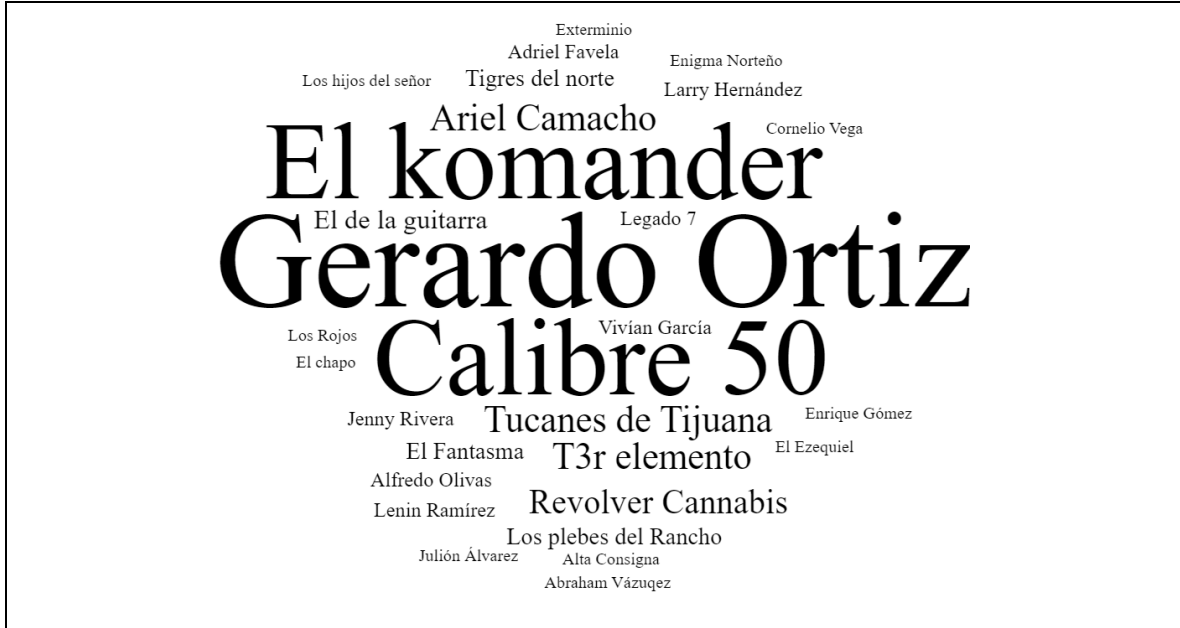 Exterminio
Adriel Favela
Enigma Norteño
Los hijos del señor
Tigres del norte
Larry Hernández
Ariel Camacho
Cornelio Vega
El komander
El de la guitarra
Legado 7
Gerardo Ortiz
Vivían García
Los Rojos
Calibre 50
El chapo
Jenny Rivera
Tucanes de Tijuana
Enrique Gómez
El Fantasma
T3r elemento
El Ezequiel
Alfredo Olivas
Lenin Ramírez
Revolver Cannabis
Los plebes del Rancho
Julión Álvarez
Alta Consigna
Abraham Vázuqez